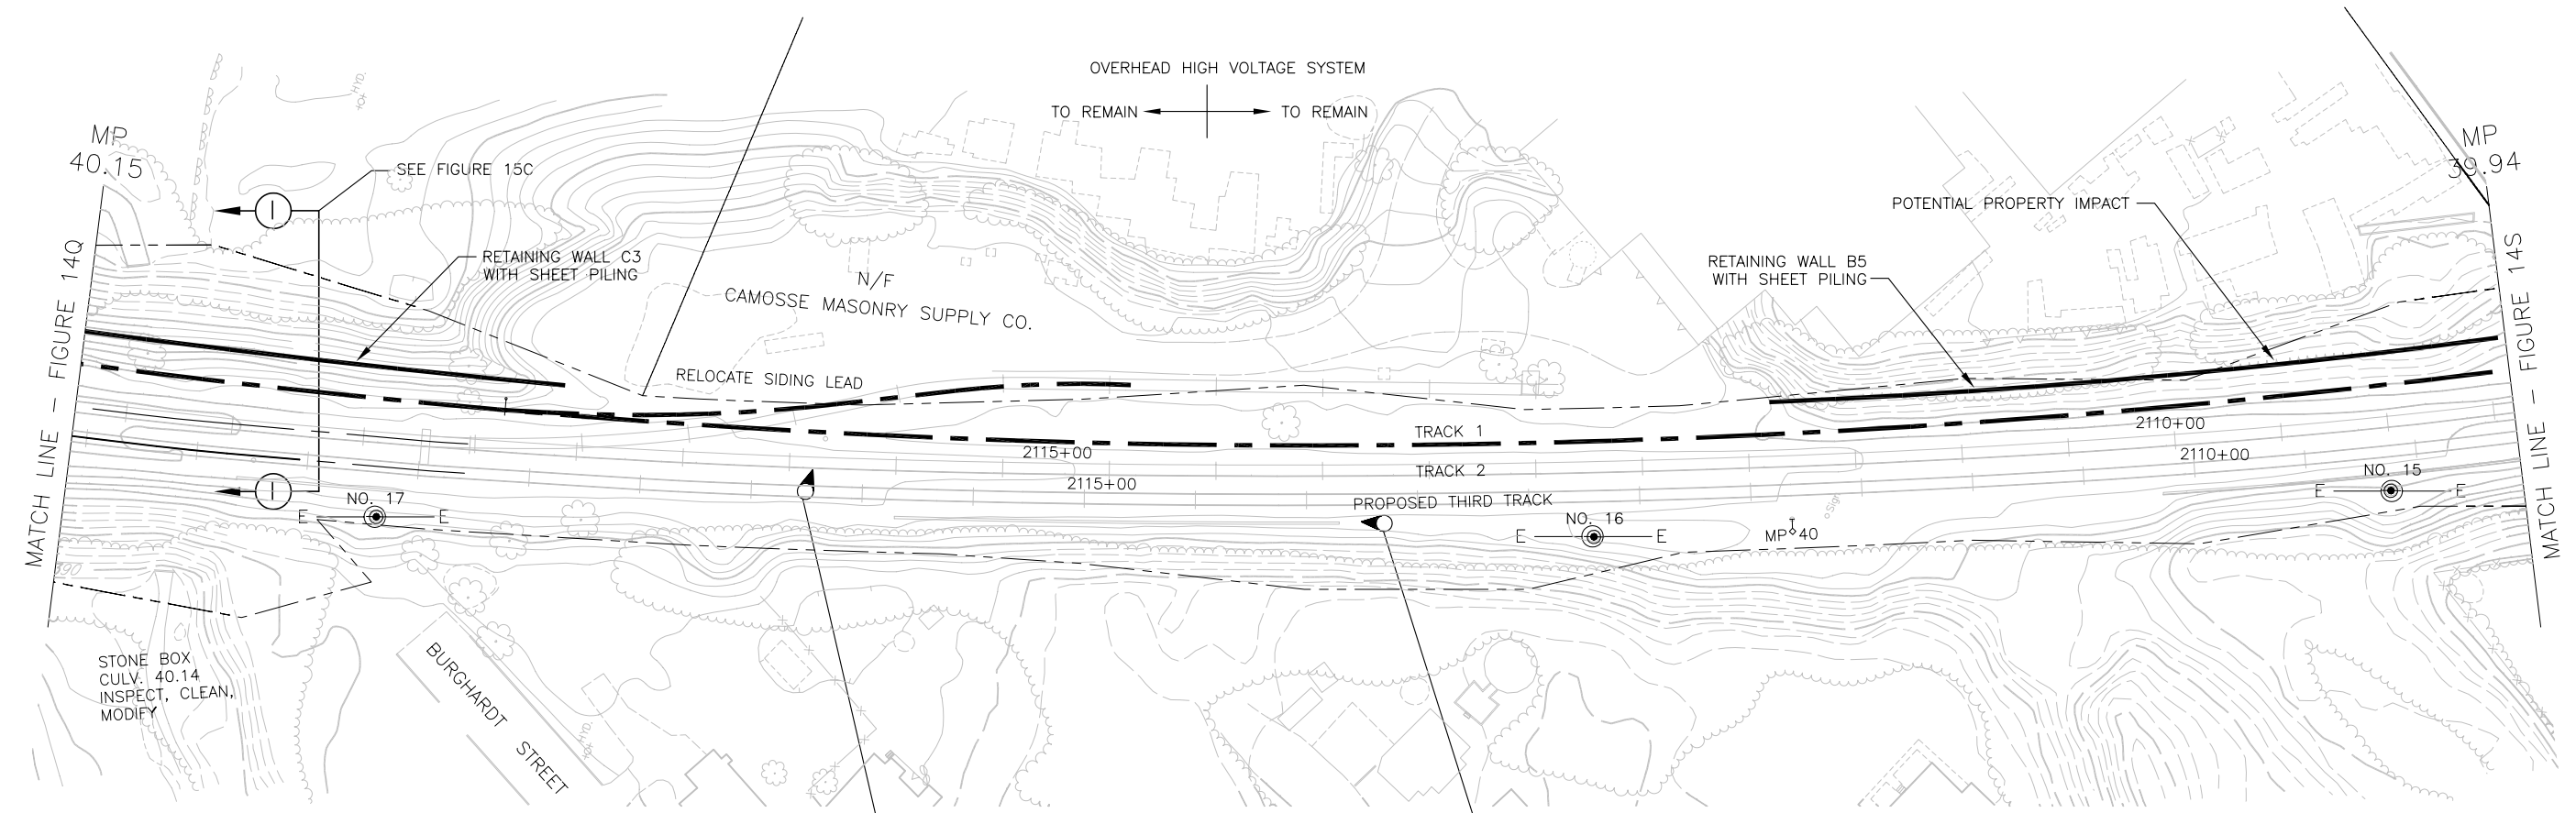 OVERHEAD HIGH VOLTAGE SYSTEM
TO REMAIN
TO REMAIN
HYD.
MP
40.15
MP
39.94
SEE FIGURE 15C
I
POTENTIAL PROPERTY IMPACT
RETAINING WALL C3
WITH SHEET PILING
RETAINING WALL B5
WITH SHEET PILING
N/F
CAMOSSE MASONRY SUPPLY CO.
MATCH LINE – FIGURE 14Q
MATCH LINE – FIGURE 14S
RELOCATE SIDING LEAD
TRACK 1
2110+00
2115+00
2110+00
TRACK 2
2115+00
NO. 15
E
E
I
NO. 17
E
E
PROPOSED THIRD TRACK
Sign
NO. 16
E
E
MP 40
390
STONE BOX
CULV. 40.14
INSPECT, CLEAN,
MODIFY
BURGHARDT STREET
HYD.